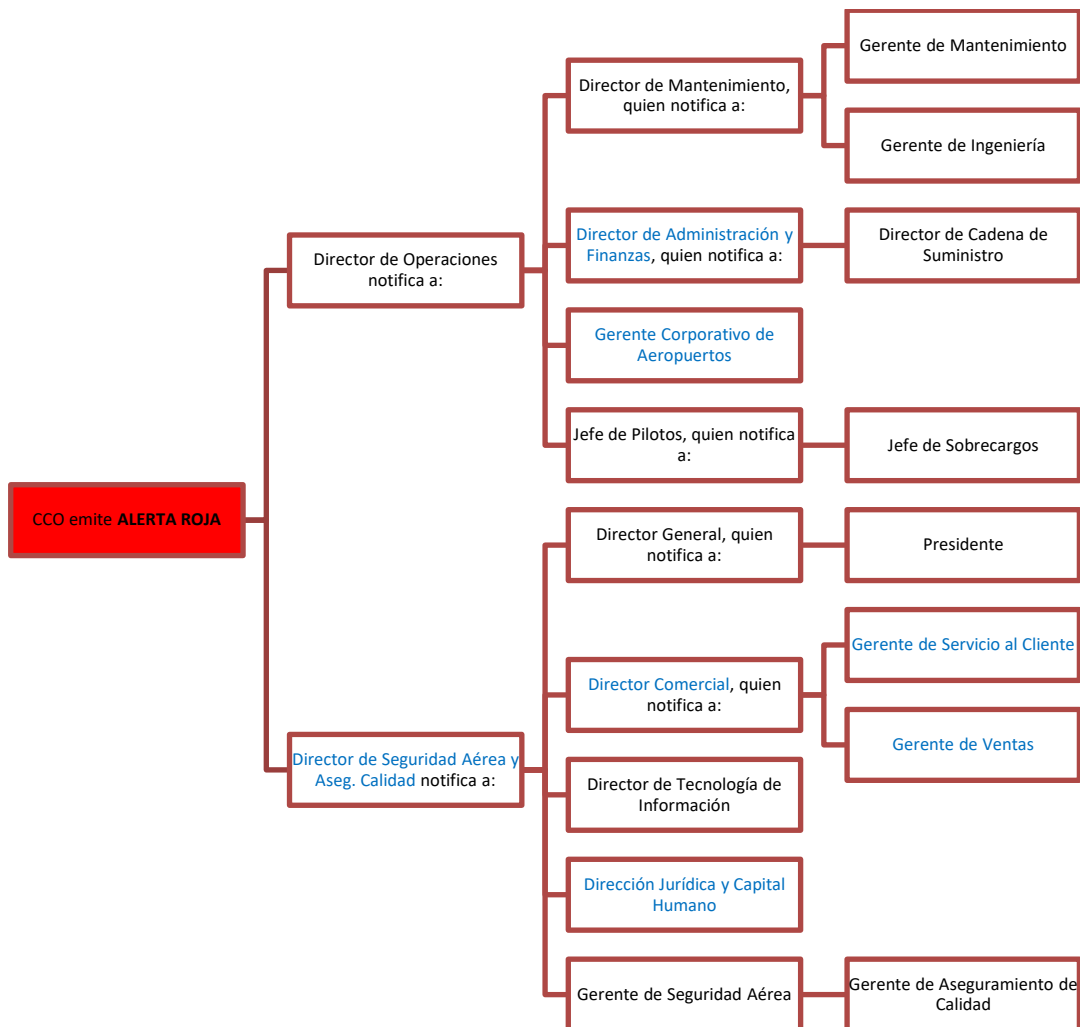 Gerente de Mantenimiento
Director de Mantenimiento,
quien notifica a:
Gerente de Ingeniería
Director de Administración y
Finanzas, quien notifica a:
Director de Cadena de
Suministro
Director de Operaciones
notifica a:
Gerente Corporativo de
Aeropuertos
Jefe de Pilotos, quien notifica
a:
Jefe de Sobrecargos
CCO emite ALERTA ROJA
Director General, quien
notifica a:
Presidente
Gerente de Servicio al Cliente
Director Comercial, quien
notifica a:
Gerente de Ventas
Director de Seguridad Aérea y
Aseg. Calidad notifica a:
Director de Tecnología de
Información
Dirección Jurídica y Capital
Humano
Gerente de Seguridad Aérea
Gerente de Aseguramiento de
Calidad